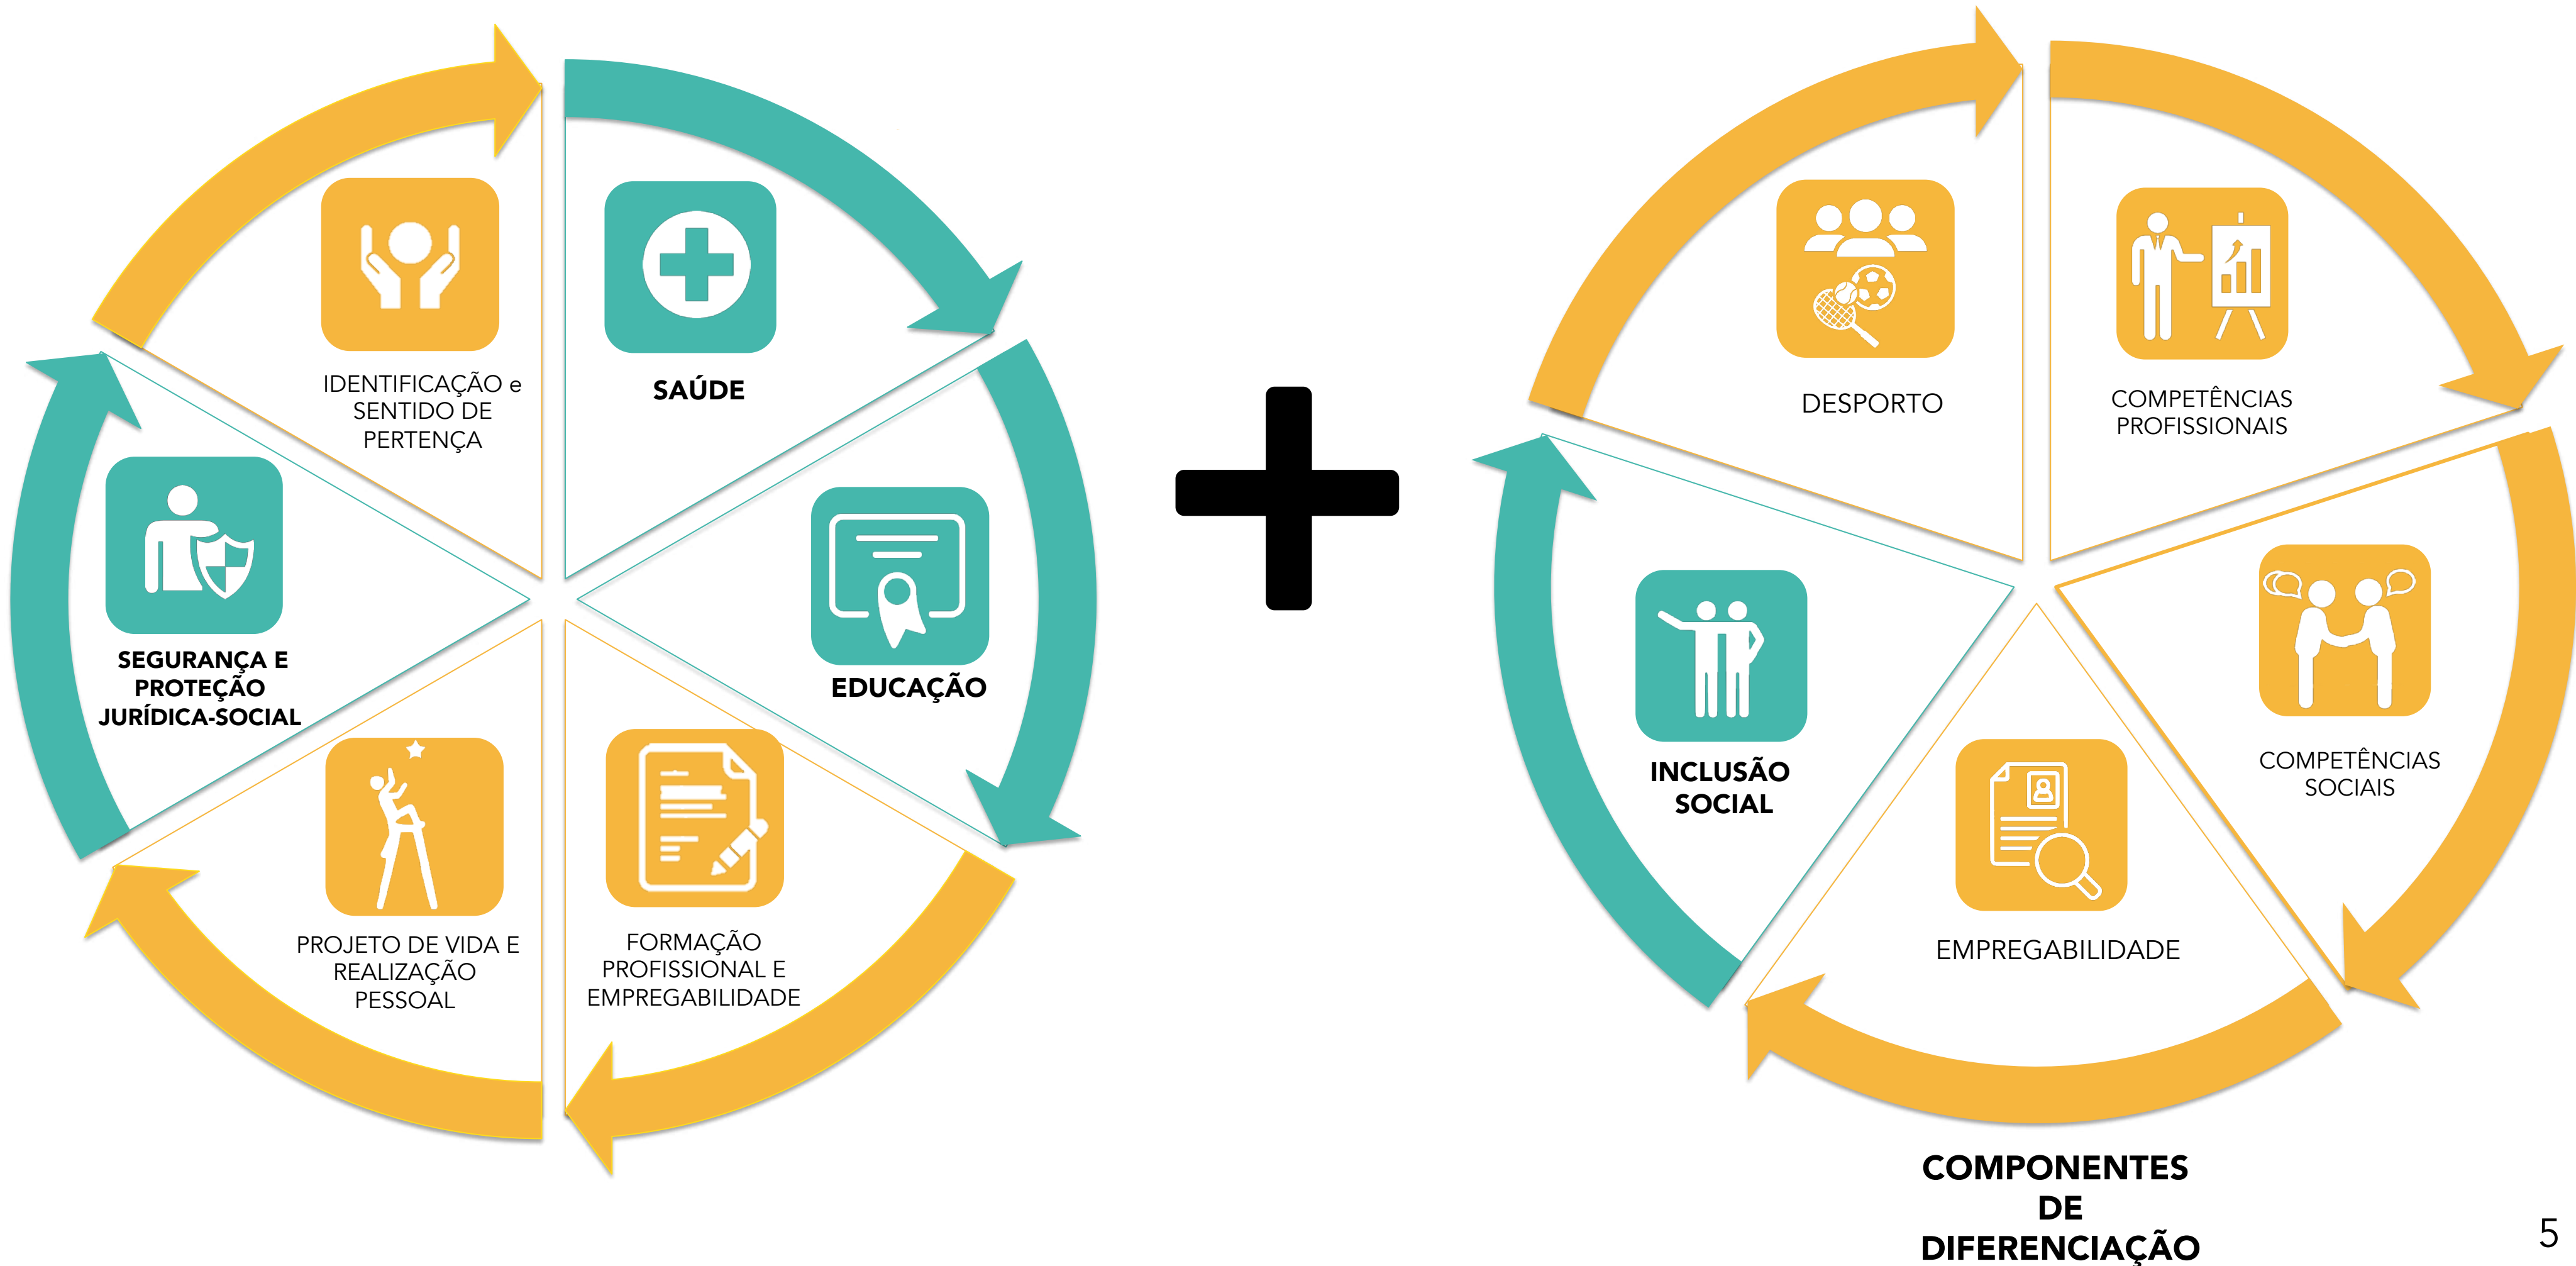 IDENTIFICAÇÃO e
SENTIDO DE
PERTENÇA
SAÚDE
EDUCAÇÃO
FORMAÇÃO
PROFISSIONAL E
EMPREGABILIDADE
PROJETO DE VIDA E
REALIZAÇÃO
PESSOAL
SEGURANÇA E
PROTEÇÃO
JURÍDICA-SOCIAL
DESPORTO
COMPETÊNCIAS
PROFISSIONAIS
COMPETÊNCIAS
SOCIAIS
EMPREGABILIDADE
INCLUSÃO
SOCIAL
COMPONENTES
DE
DIFERENCIAÇÃO
5